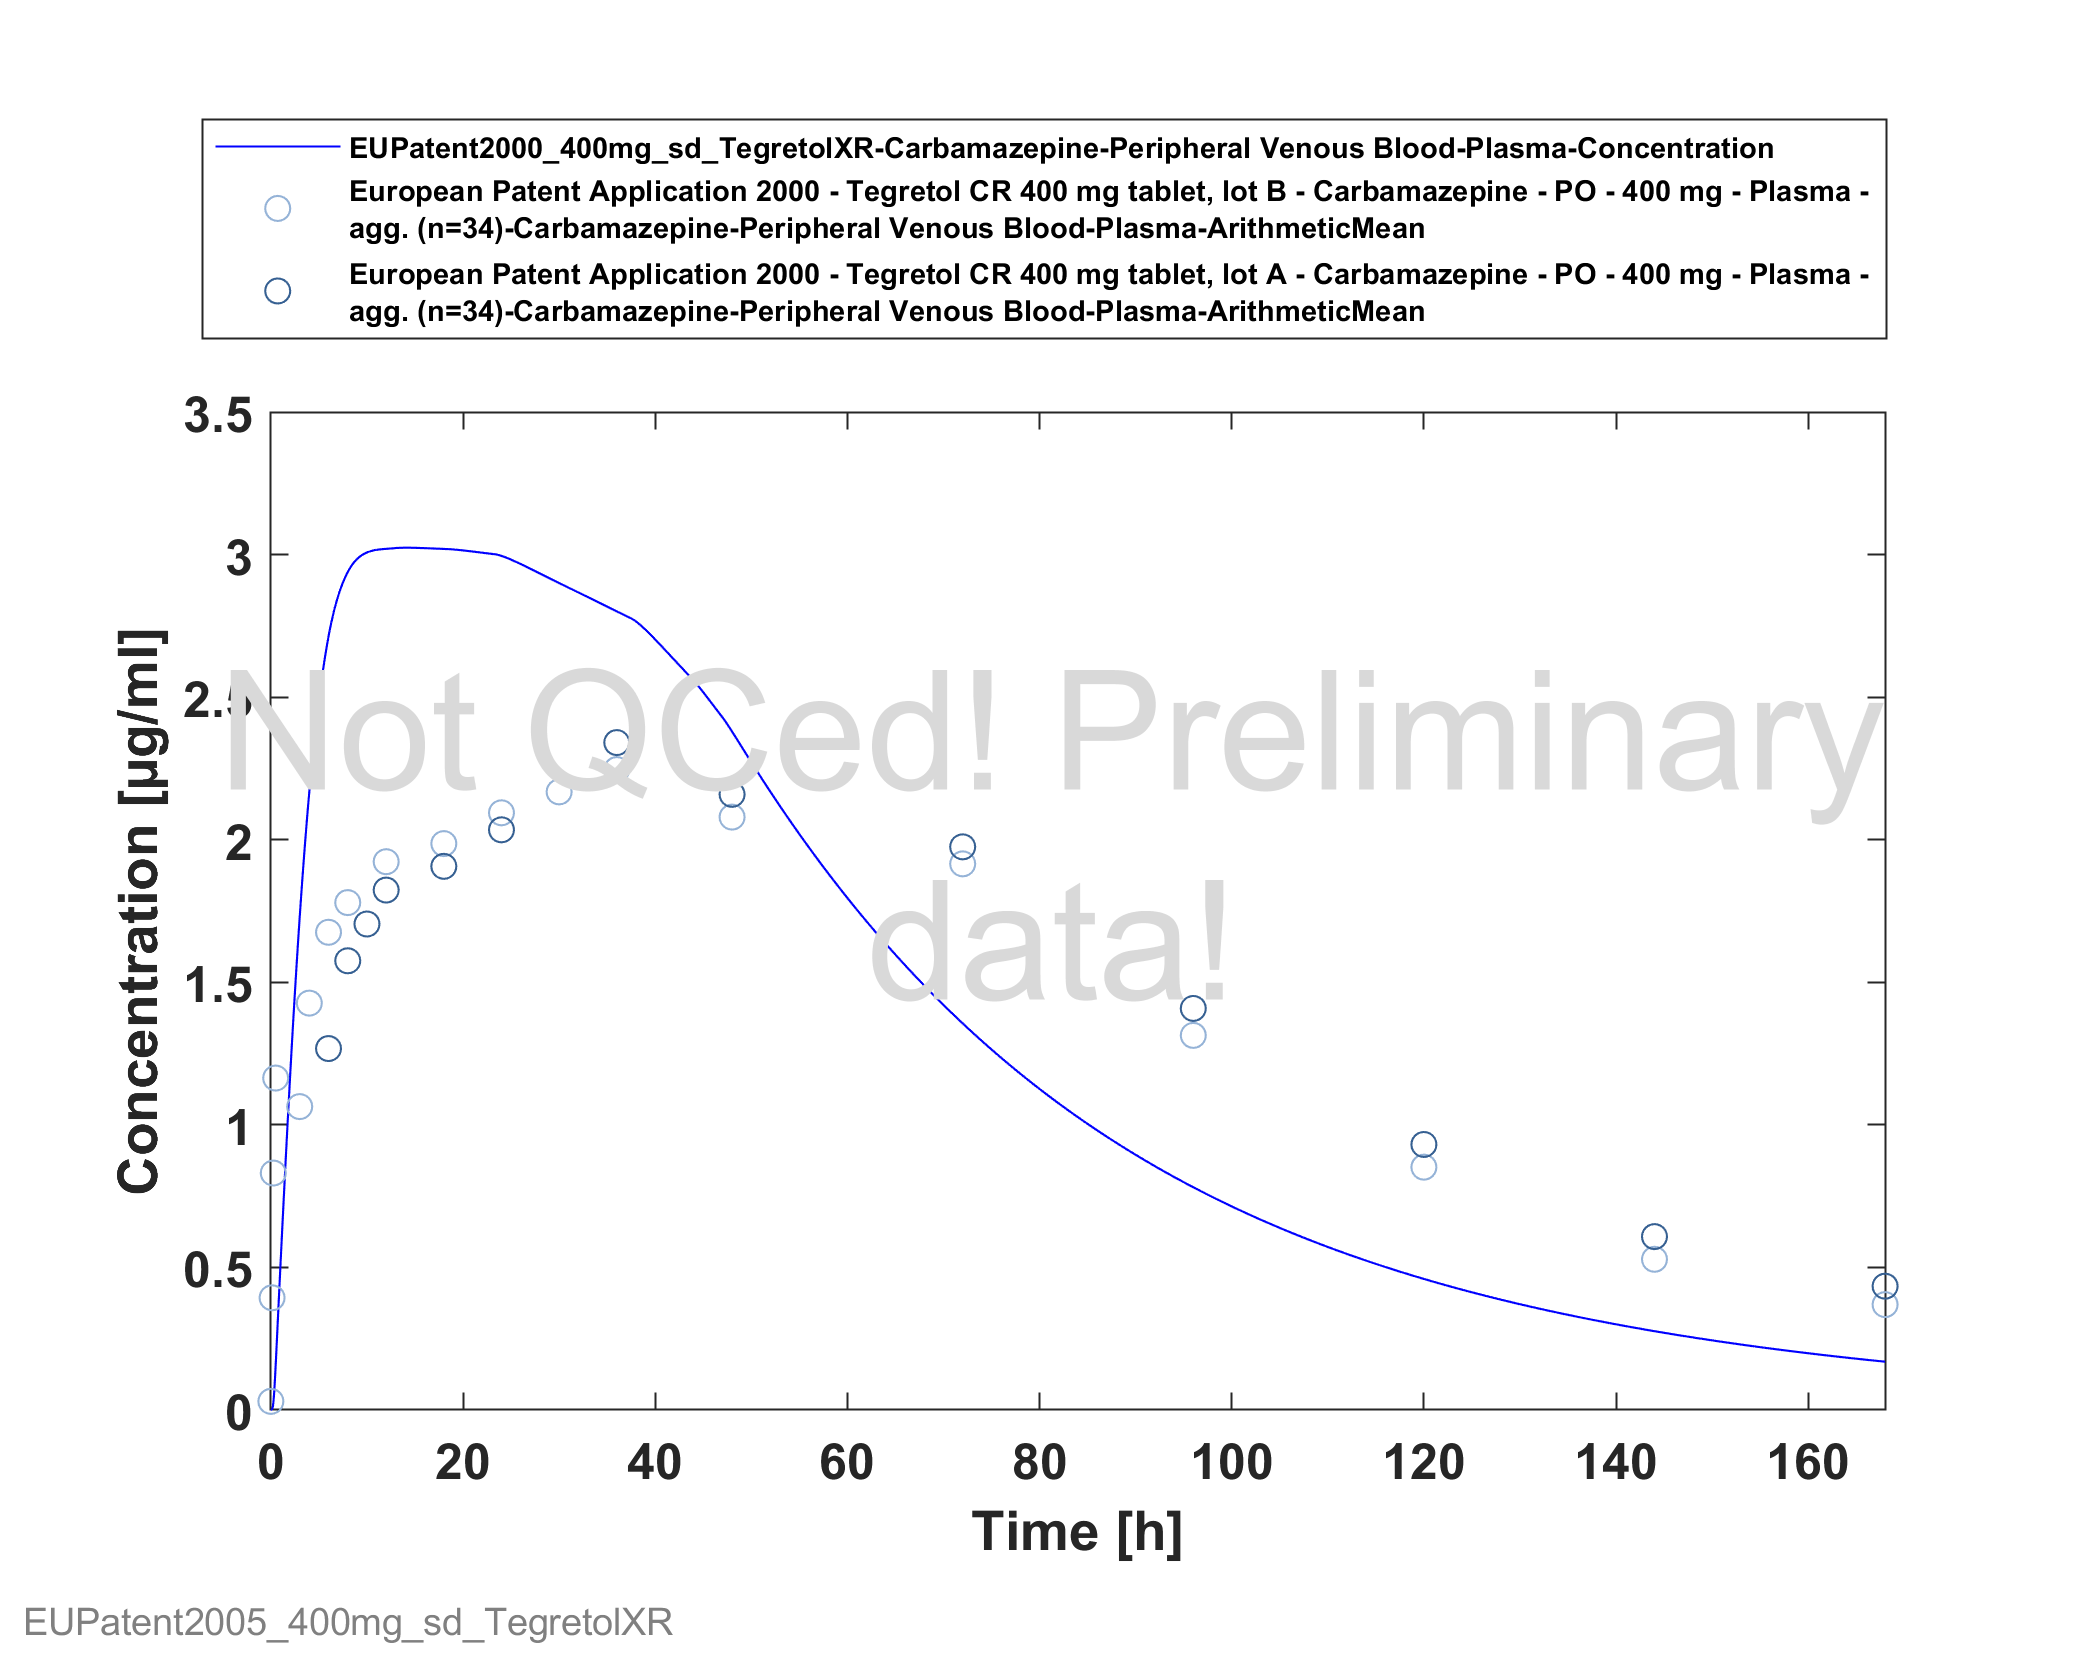 EUPatent2000_400mg_sd_TegretolXR-Carbamazepine-Peripheral Venous Blood-Plasma-Concentration
European Patent Application 2000 - Tegretol CR 400 mg tablet, lot B - Carbamazepine - PO - 400 mg - Plasma -
agg. (n=34)-Carbamazepine-Peripheral Venous Blood-Plasma-ArithmeticMean
European Patent Application 2000 - Tegretol CR 400 mg tablet, lot A - Carbamazepine - PO - 400 mg - Plasma -
agg. (n=34)-Carbamazepine-Peripheral Venous Blood-Plasma-ArithmeticMean
3.5
3
2.5
2
1.5
1
0.5
0
Concentration [µg/ml]
Not QCed! Preliminary
data!
0 20 40 60 80 100 120 140 160
Time [h]
EUPatent2005_400mg_sd_TegretolXR